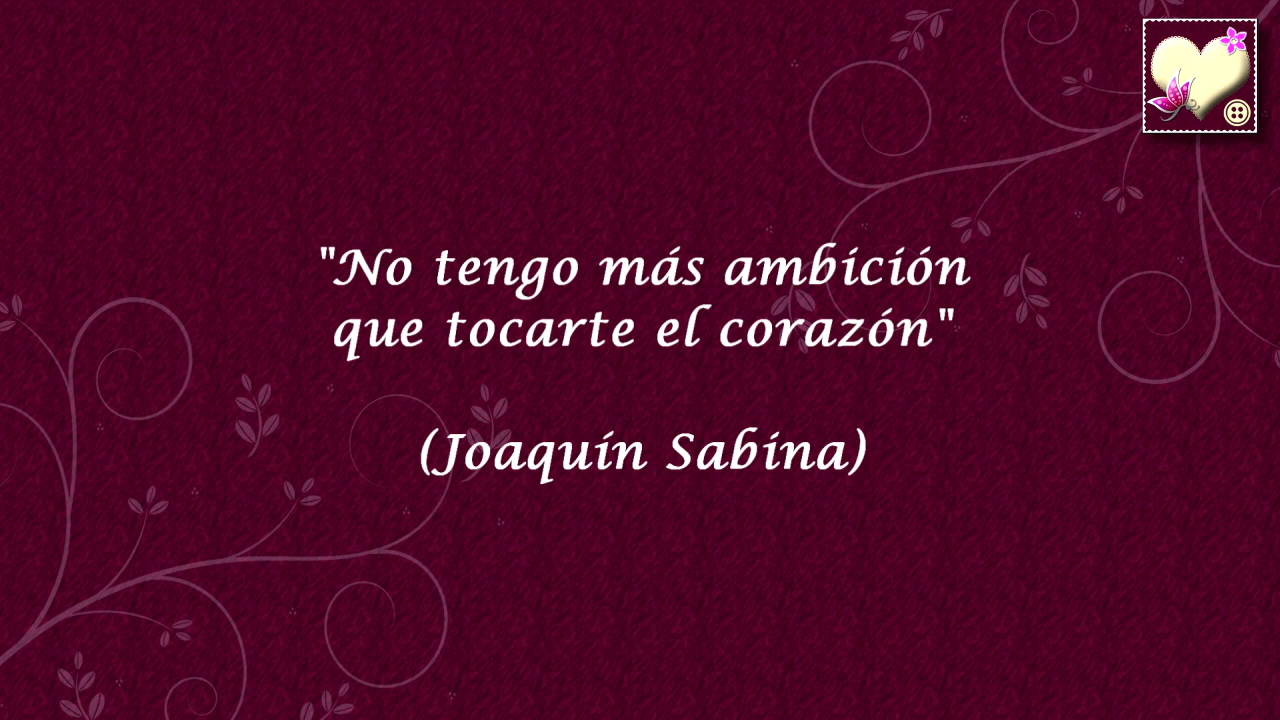 "No tengo más ambición
que tocarte el corazón"
(Joaquín Sabina)